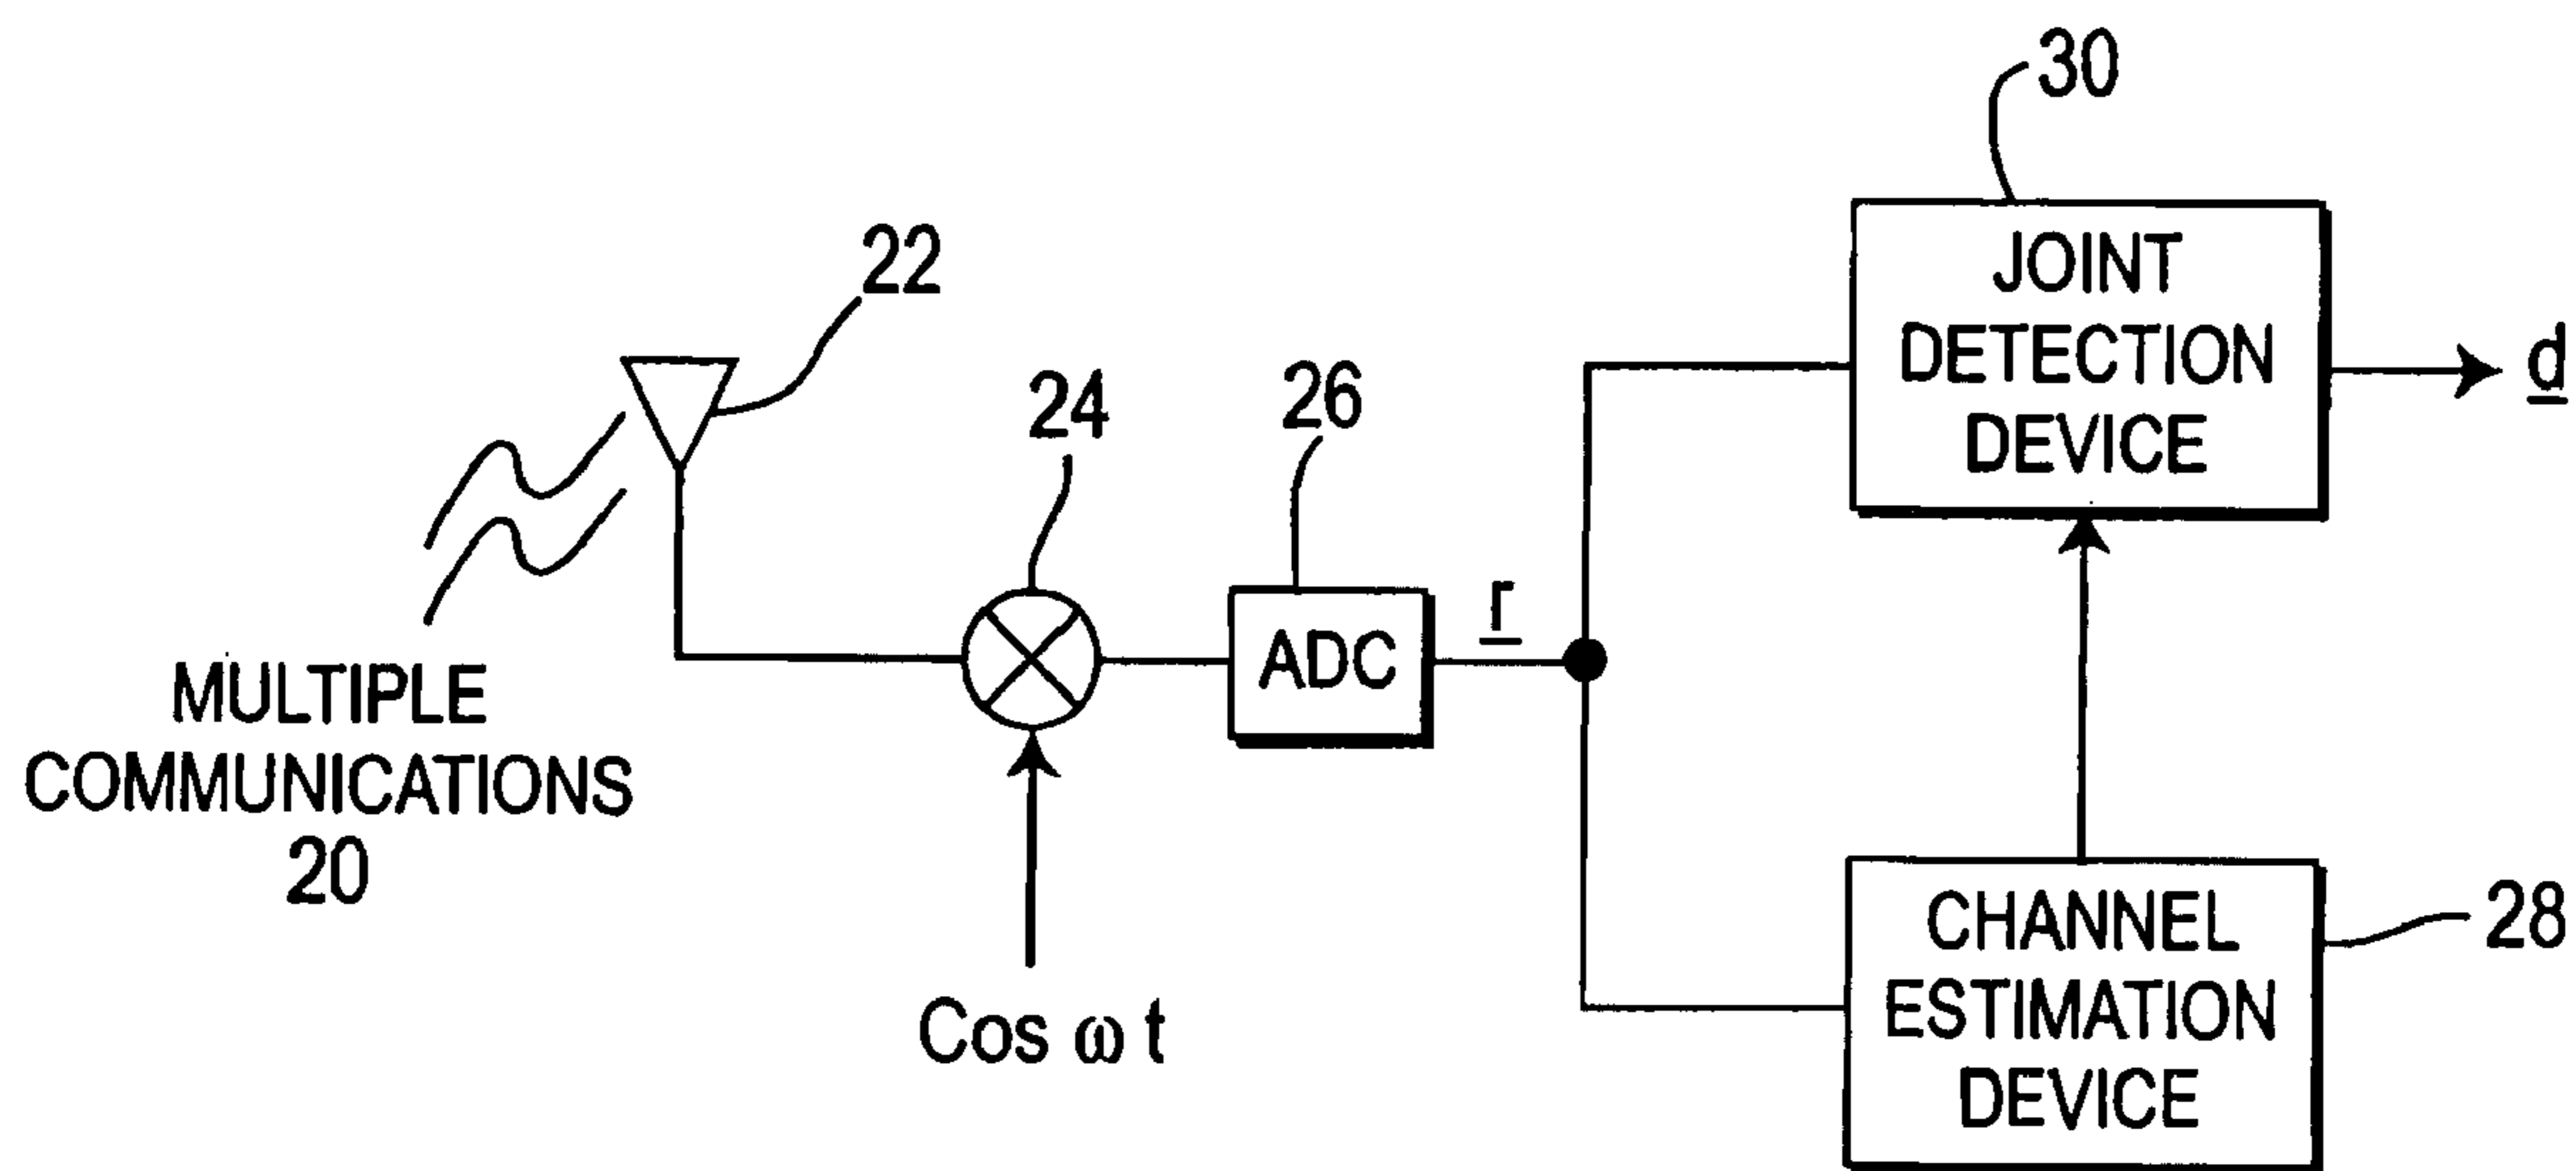 30
22
JOINT
DETECTION
DEVICE
d
24
26
r
ADC
MULTIPLE
COMMUNICATIONS
20
Cos ω t
CHANNEL
ESTIMATION
DEVICE
28